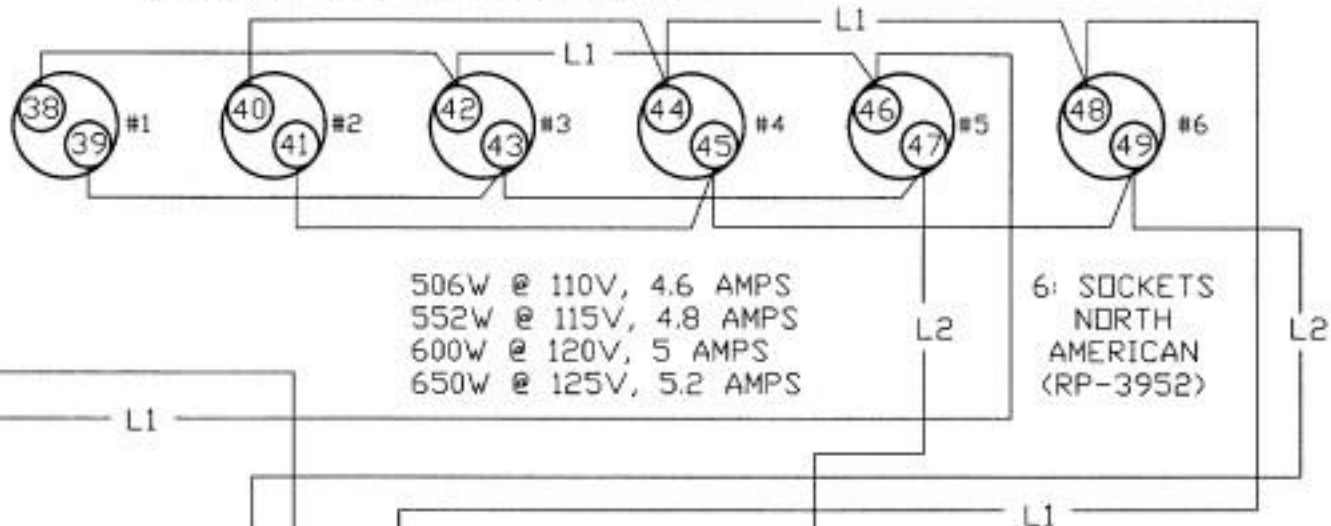 L1
L1
38 39 #1 40 41 #2 42 43 #3 44 45 #4 46 47 #5 48 49 #6
506W @ 110V, 4.6 AMPS
552W @ 115V, 4.8 AMPS
600W @ 120V, 5 AMPS
650W @ 125V, 5.2 AMPS
L2
6: SOCKETS
NORTH
AMERICAN
(RP-3952)
L2
L1
L1